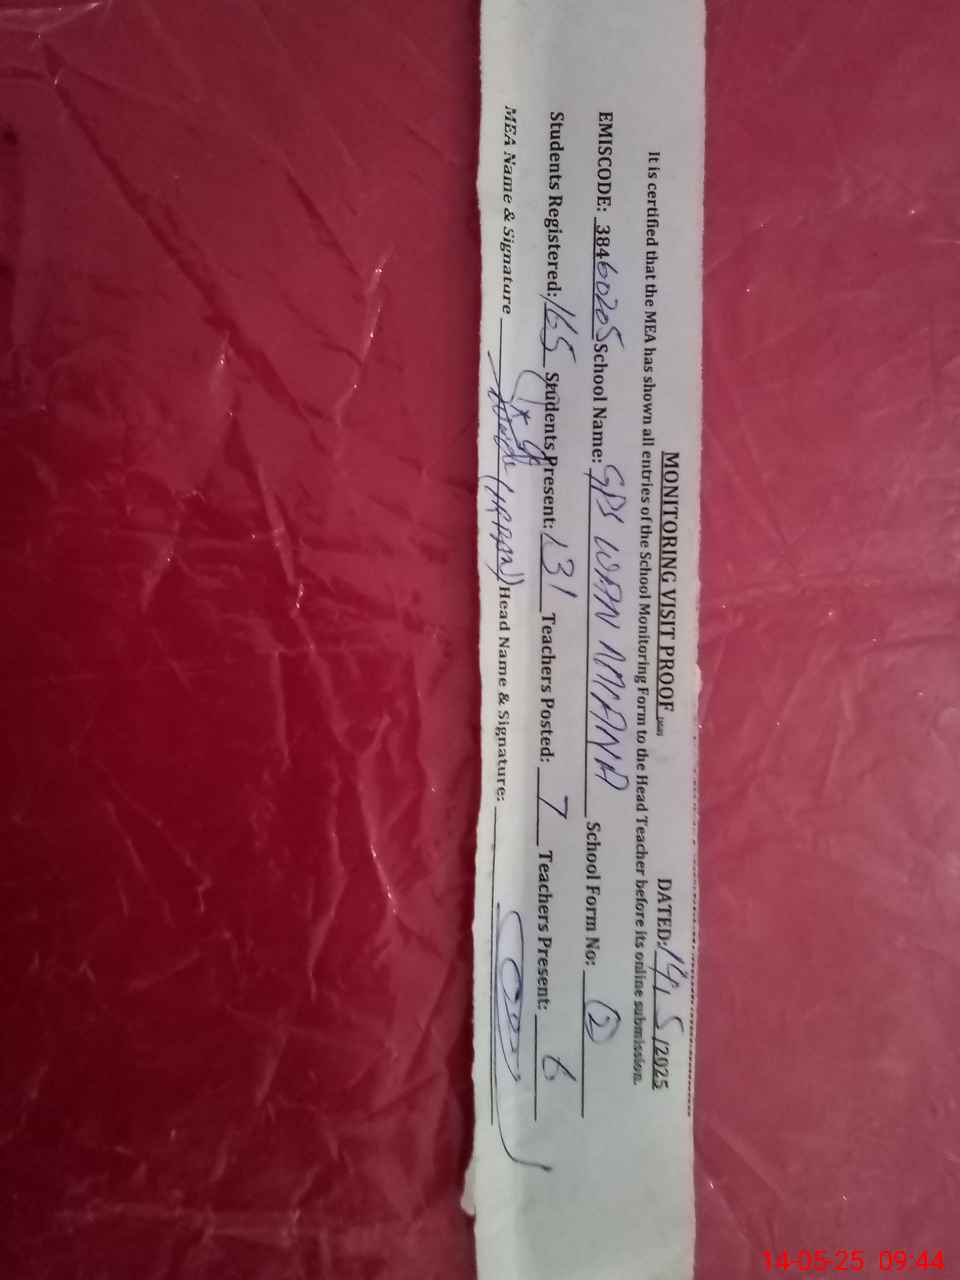 MONITORING VISIT PROOF DATED: 14, 5 /2025
It is certified that the MEA has shown all entries of the School Monitoring Form to the Head Teacher before its online submission.
EMISCODE: 38460205 School Name: GPS WAN School Form No: 2
Students Registered: 165 Students Present: 131 Teachers Posted: 7 Teachers Present: 6
MEA Name & Signature Head Name & Signature:
14-05-25 09:44